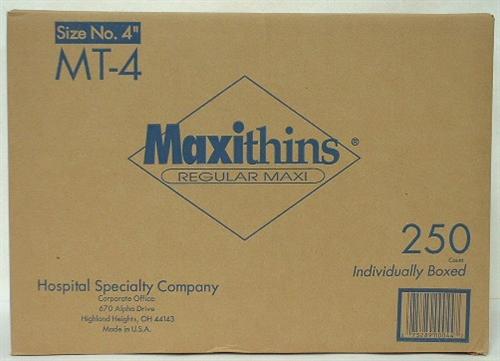 Size No. 4"
MT-4
Maxithins®
REGULAR MAXI
250
Count
Individually Boxed
Hospital Specialty Company
Corporate Office:
670 Alpha Drive
Highland Heights, OH 44143
Made in U.S.A.